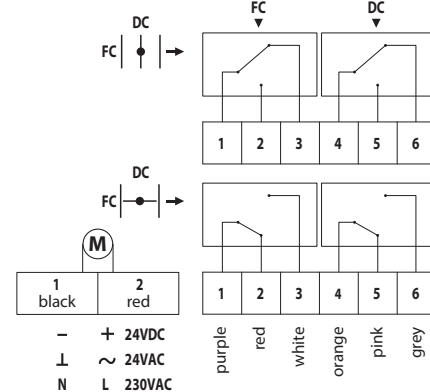 FC DC
DC
FC
1 2 3 4 5 6
DC
FC
M
1 2
black red
1 2 3 4 5 6
purple red white orange pink grey
– + 24VDC
⊥ ~ 24VAC
N L 230VAC